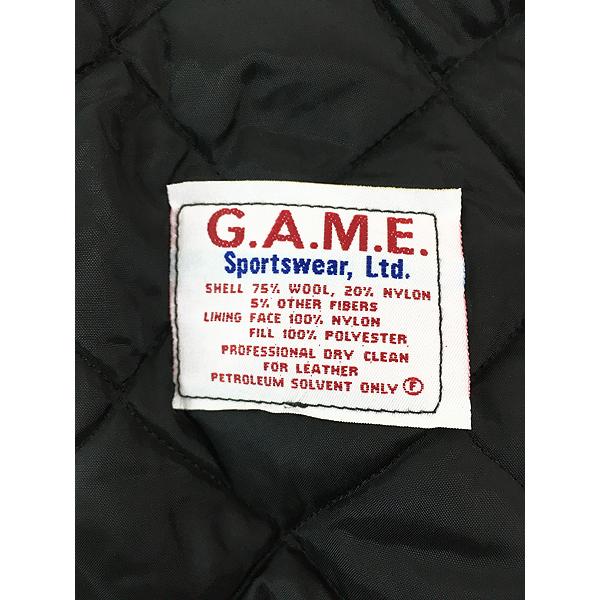 G.A.M.E.
Sportswear, Ltd.
SHELL 75% WOOL, 20% NYLON
5% OTHER FIBERS
LINING FACE 100% NYLON
FILL 100% POLYESTER
PROFESSIONAL DRY CLEAN
FOR LEATHER
PETROLEUM SOLVENT ONLY Ⓕ